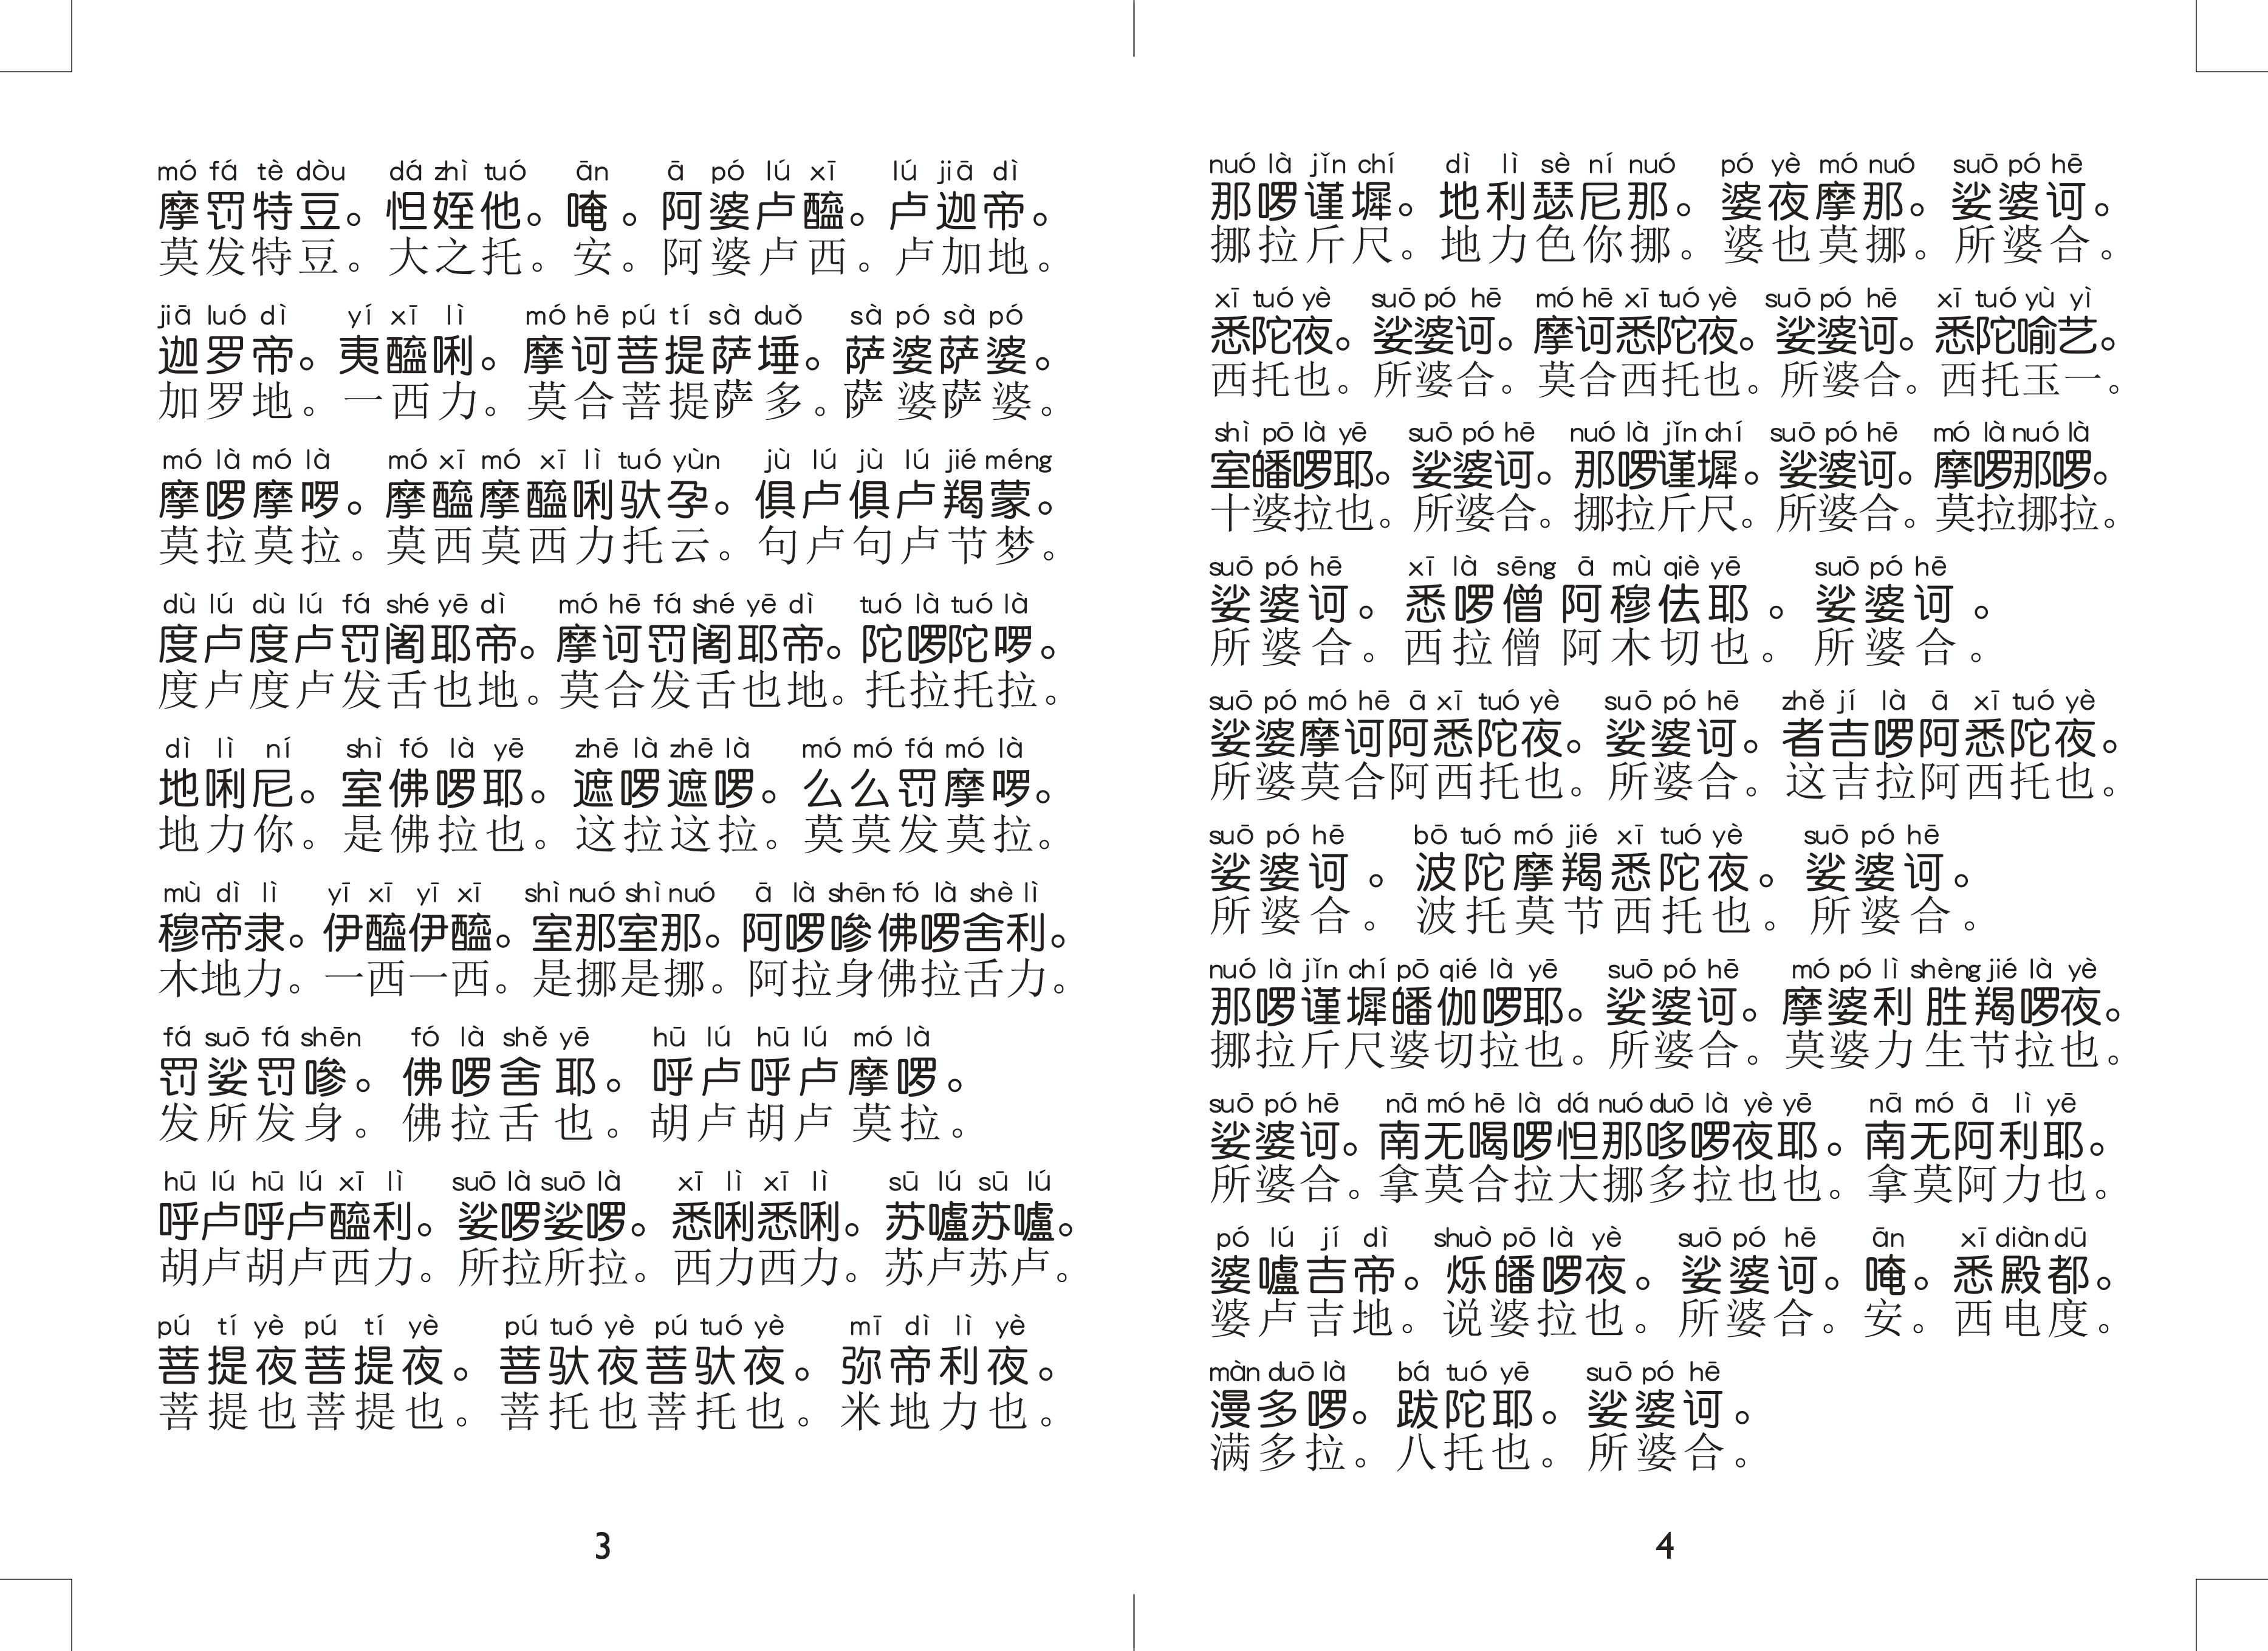 mó fá tè dòu dá zhì tuó ān ā pó lú xī lú jiā dì
摩罚特豆。怛姪他。唵。阿婆卢醯。卢迦帝。
莫发特豆。大之托。安。阿婆卢西。卢加地。
jiā luó dì yí xī lì mó hē pú tí sà duǒ sà pó sà pó
迦罗帝。夷醯唎。摩诃菩提萨埵。萨婆萨婆。
加罗地。一西力。莫合菩提萨多。萨婆萨婆。
mó là mó là mó xī mó xī lì tuó yùn jù lú jù lú jié méng
摩啰摩啰。摩醯摩醯唎驮孕。俱卢俱卢羯蒙。
莫拉莫拉。莫西莫西力托云。句卢句卢节梦。
dù lú dù lú fá shé yē dì mó hē fá shé yē dì tuó là tuó là
度卢度卢罚阇耶帝。摩诃罚阇耶帝。陀啰陀啰。
度卢度卢发舌也地。莫合发舌也地。托拉托拉。
dì lì ní shì fó là yē zhē là zhē là mó mó fá mó là
地唎尼。室佛啰耶。遮啰遮啰。么么罚摩啰。
地力你。是佛拉也。这拉这拉。莫莫发莫拉。
mù dì lì yī xī yī xī shì nuó shì nuó ā là shēn fó là shè lì
穆帝隶。伊醯伊醯。室那室那。阿啰嘇佛啰舍利。
木地力。一西一西。是挪是挪。阿拉身佛拉舌力。
fá suō fá shēn fó là shě yē hū lú hū lú mó là
罚娑罚嘇。佛啰舍耶。呼卢呼卢摩啰。
发所发身。佛拉舌也。胡卢胡卢莫拉。
hū lú hū lú xī lì suō là suō là xī lì xī lì sū lú sū lú
呼卢呼卢醯利。娑啰娑啰。悉唎悉唎。苏嚧苏嚧。
胡卢胡卢西力。所拉所拉。西力西力。苏卢苏卢。
pú tí yè pú tí yè pú tuó yè pú tuó yè mī dì lì yè
菩提夜菩提夜。菩驮夜菩驮夜。弥帝利夜。
菩提也菩提也。菩托也菩托也。米地力也。
3
nuó là jǐn chí dì lì sè ní nuó pó yè mó nuó suō pó hē
那啰谨墀。地利瑟尼那。婆夜摩那。娑婆诃。
挪拉斤尺。地力色你挪。婆也莫挪。所婆合。
xī tuó yè suō pó hē mó hē xī tuó yè suō pó hē xī tuó yù yì
悉陀夜。娑婆诃。摩诃悉陀夜。娑婆诃。悉陀喻艺。
西托也。所婆合。莫合西托也。所婆合。西托玉一。
shì pō là yē suō pó hē nuó là jǐn chí suō pó hē mó là nuó là
室皤啰耶。娑婆诃。那啰谨墀。娑婆诃。摩啰那啰。
十婆拉也。所婆合。挪拉斤尺。所婆合。莫拉挪拉。
suō pó hē xī là sēng ā mù qiè yē suō pó hē
娑婆诃。悉啰僧阿穆佉耶。娑婆诃。
所婆合。西拉僧阿木切也。所婆合。
suō pó mó hē ā xī tuó yè suō pó hē zhě jí là ā xī tuó yè
娑婆摩诃阿悉陀夜。娑婆诃。者吉啰阿悉陀夜。
所婆莫合阿西托也。所婆合。这吉拉阿西托也。
suō pó hē bō tuó mó jié xī tuó yè suō pó hē
娑婆诃。波陀摩羯悉陀夜。娑婆诃。
所婆合。波托莫节西托也。所婆合。
nuó là jǐn chí pō qié là yē suō pó hē mó pó lì shèng jié là yè
那啰谨墀皤伽啰耶。娑婆诃。摩婆利胜羯啰夜。
挪拉斤尺婆切拉也。所婆合。莫婆力生节拉也。
suō pó hē nā mó hē là dá nuó duō là yè yē nā mó ā lì yē
娑婆诃。南无喝啰怛那哆啰夜耶。南无阿利耶。
所婆合。拿莫合拉大挪多拉也也。拿莫阿力也。
pó lú jí dì shuò pō là yè suō pó hē ān xī diàn dū
婆嚧吉帝。烁皤啰夜。娑婆诃。唵。悉殿都。
婆卢吉地。说婆拉也。所婆合。安。西电度。
màn duō là bá tuó yē suō pó hē
漫多啰。跋陀耶。娑婆诃。
满多拉。八托也。所婆合。
4